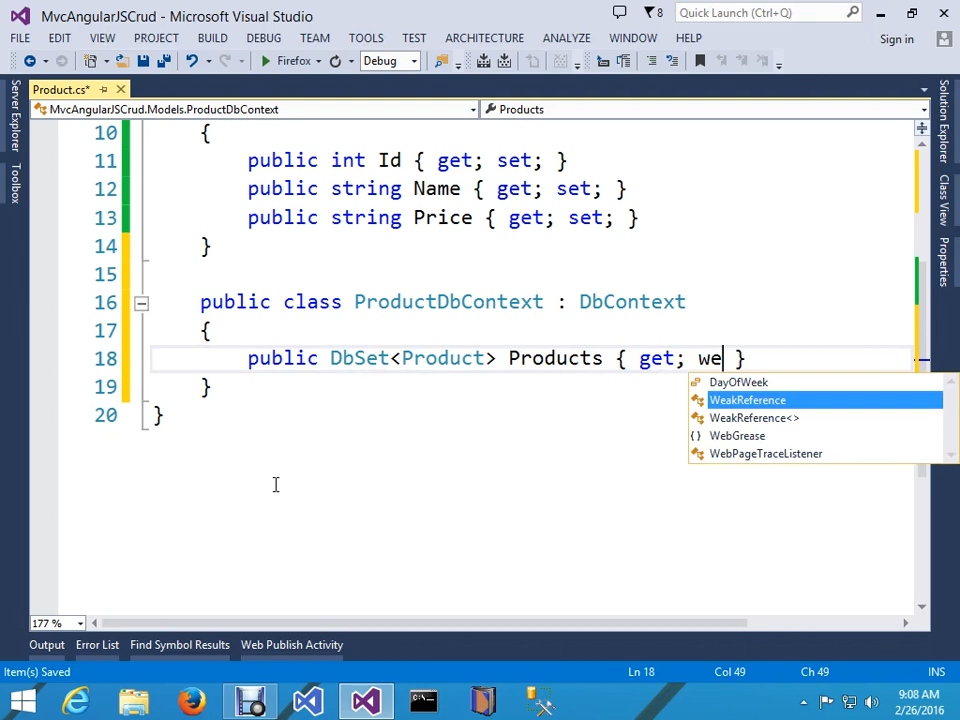 MvcAngularJSCrud - Microsoft Visual Studio
8
Quick Launch (Ctrl+Q)
FILE EDIT VIEW PROJECT BUILD DEBUG TEAM TOOLS TEST ARCHITECTURE ANALYZE WINDOW HELP
Sign in
Firefox
Debug
Server Explorer
Toolbox
Product.cs*
MvcAngularJSCrud.Models.ProductDbContext
Products
10 {
11 public int Id { get; set; }
12 public string Name { get; set; }
13 public string Price { get; set; }
14 }
15
16 public class ProductDbContext : DbContext
17 {
18 public DbSet<Product> Products { get; we }
19 }
20 }
DayOfWeek
WeakReference
WeakReference<>
{ } WebGrease
WebPageTraceListener
Solution Explorer
Class View
Properties
177 %
Output Error List Find Symbol Results Web Publish Activity
Item(s) Saved
Ln 18
Col 49
Ch 49
INS
9:08 AM
2/26/2016